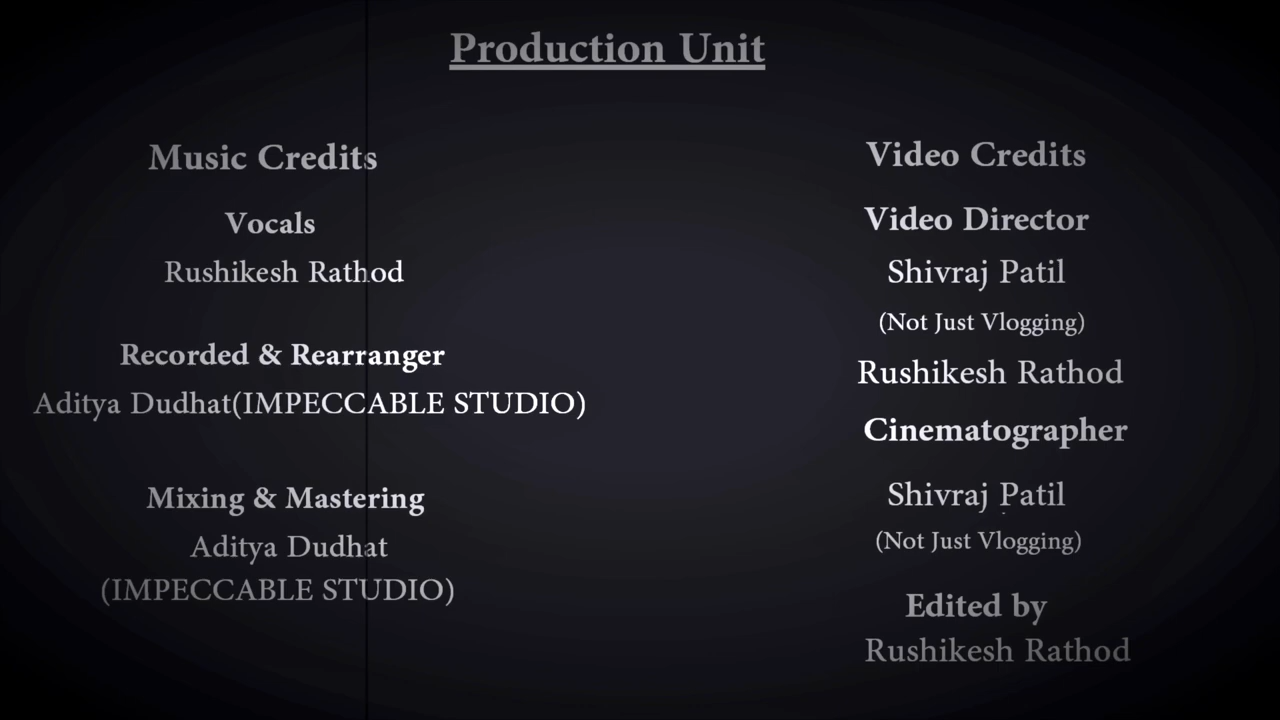 Production Unit
Music Credits
Vocals
Rushikesh Rathod
Recorded & Rearranger
Aditya Dudhat(IMPECCABLE STUDIO)
Mixing & Mastering
Aditya Dudhat
(IMPECCABLE STUDIO)
Video Credits
Video Director
Shivraj Patil
(Not Just Vlogging)
Rushikesh Rathod
Cinematographer
Shivraj Patil
(Not Just Vlogging)
Edited by
Rushikesh Rathod